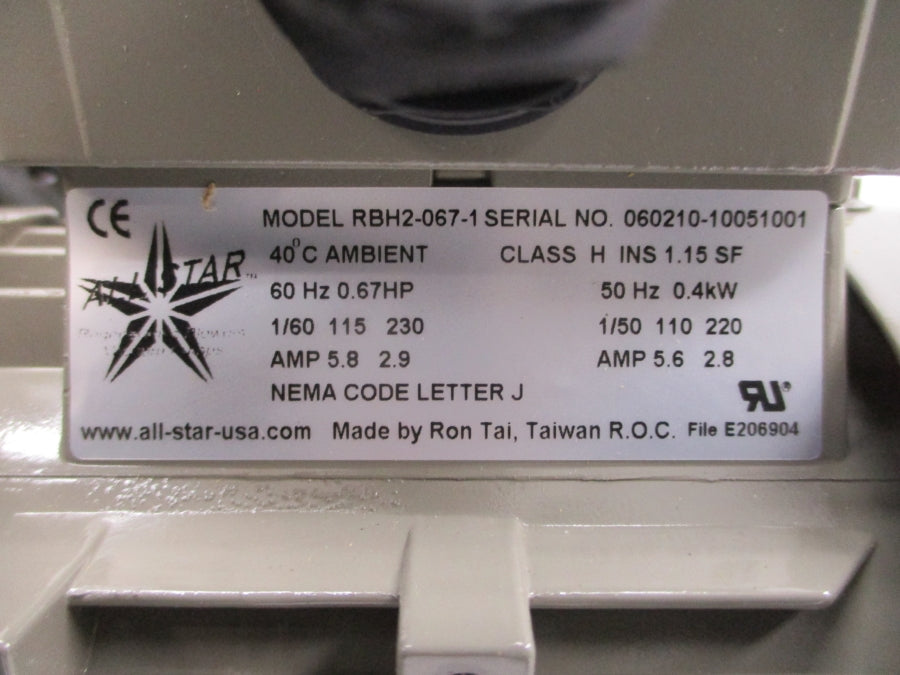 CE
MODEL RBH2-067-1 SERIAL NO. 060210-10051001
ALL STAR™
40°C AMBIENT CLASS H INS 1.15 SF
60 Hz 0.67HP 50 Hz 0.4kW
1/60 115 230 1/50 110 220
AMP 5.8 2.9 AMP 5.6 2.8
NEMA CODE LETTER J
RU®
www.all-star-usa.com Made by Ron Tai, Taiwan R.O.C. File E206904